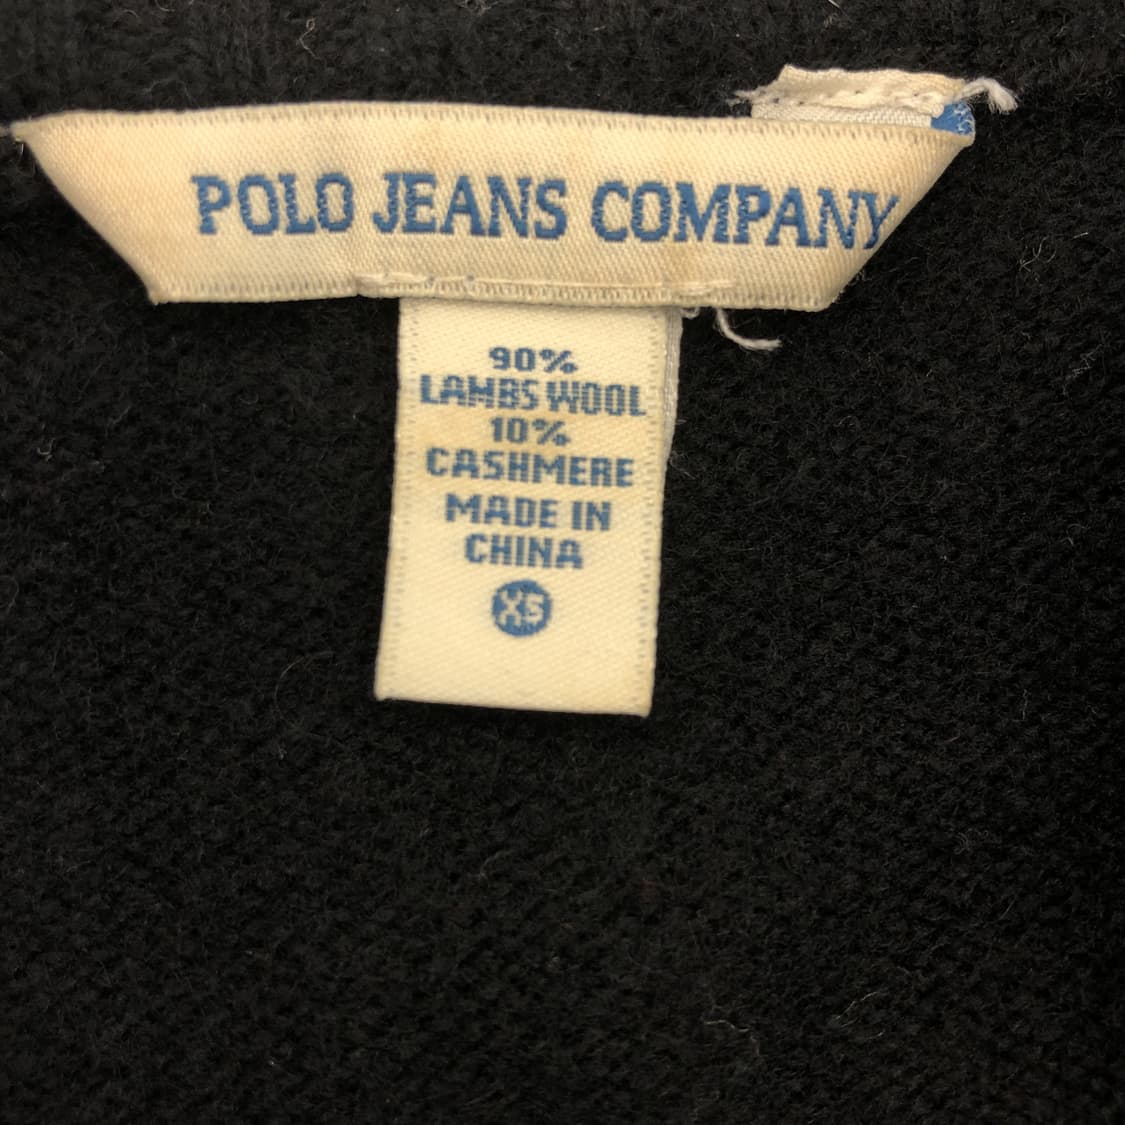 POLO JEANS COMPANY
90%
LAMBS WOOL
10%
CASHMERE
MADE IN
CHINA
XS